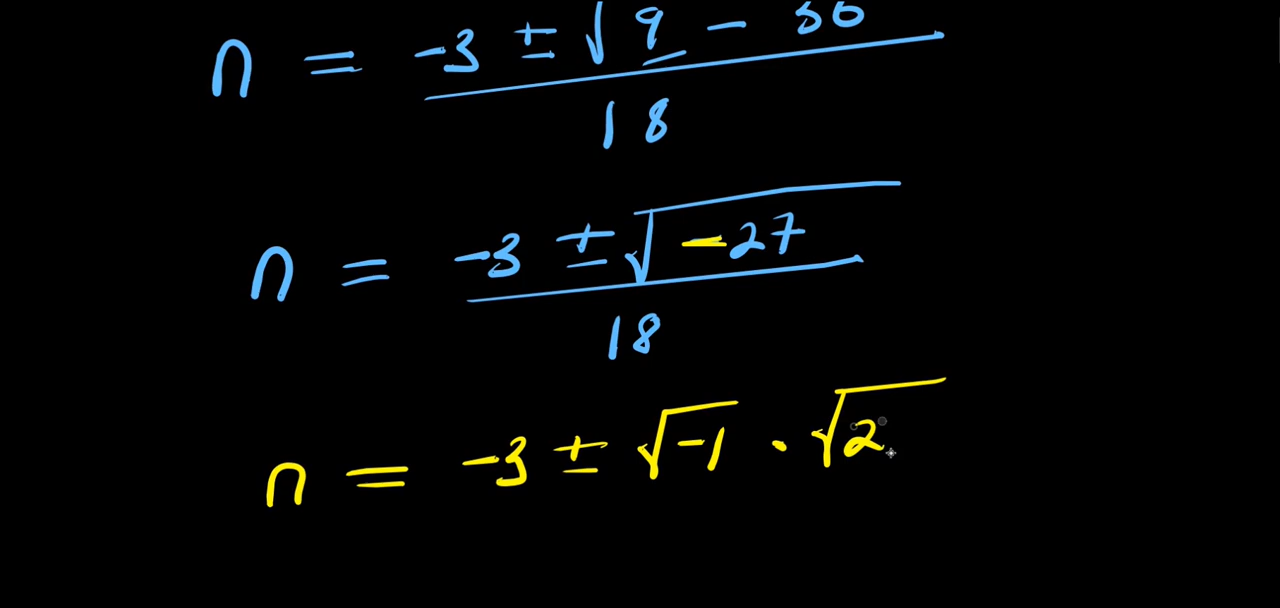 n = -3 ± √9 - 36
18
n = -3 ± √-27
18
n = -3 ± √-1 · √2